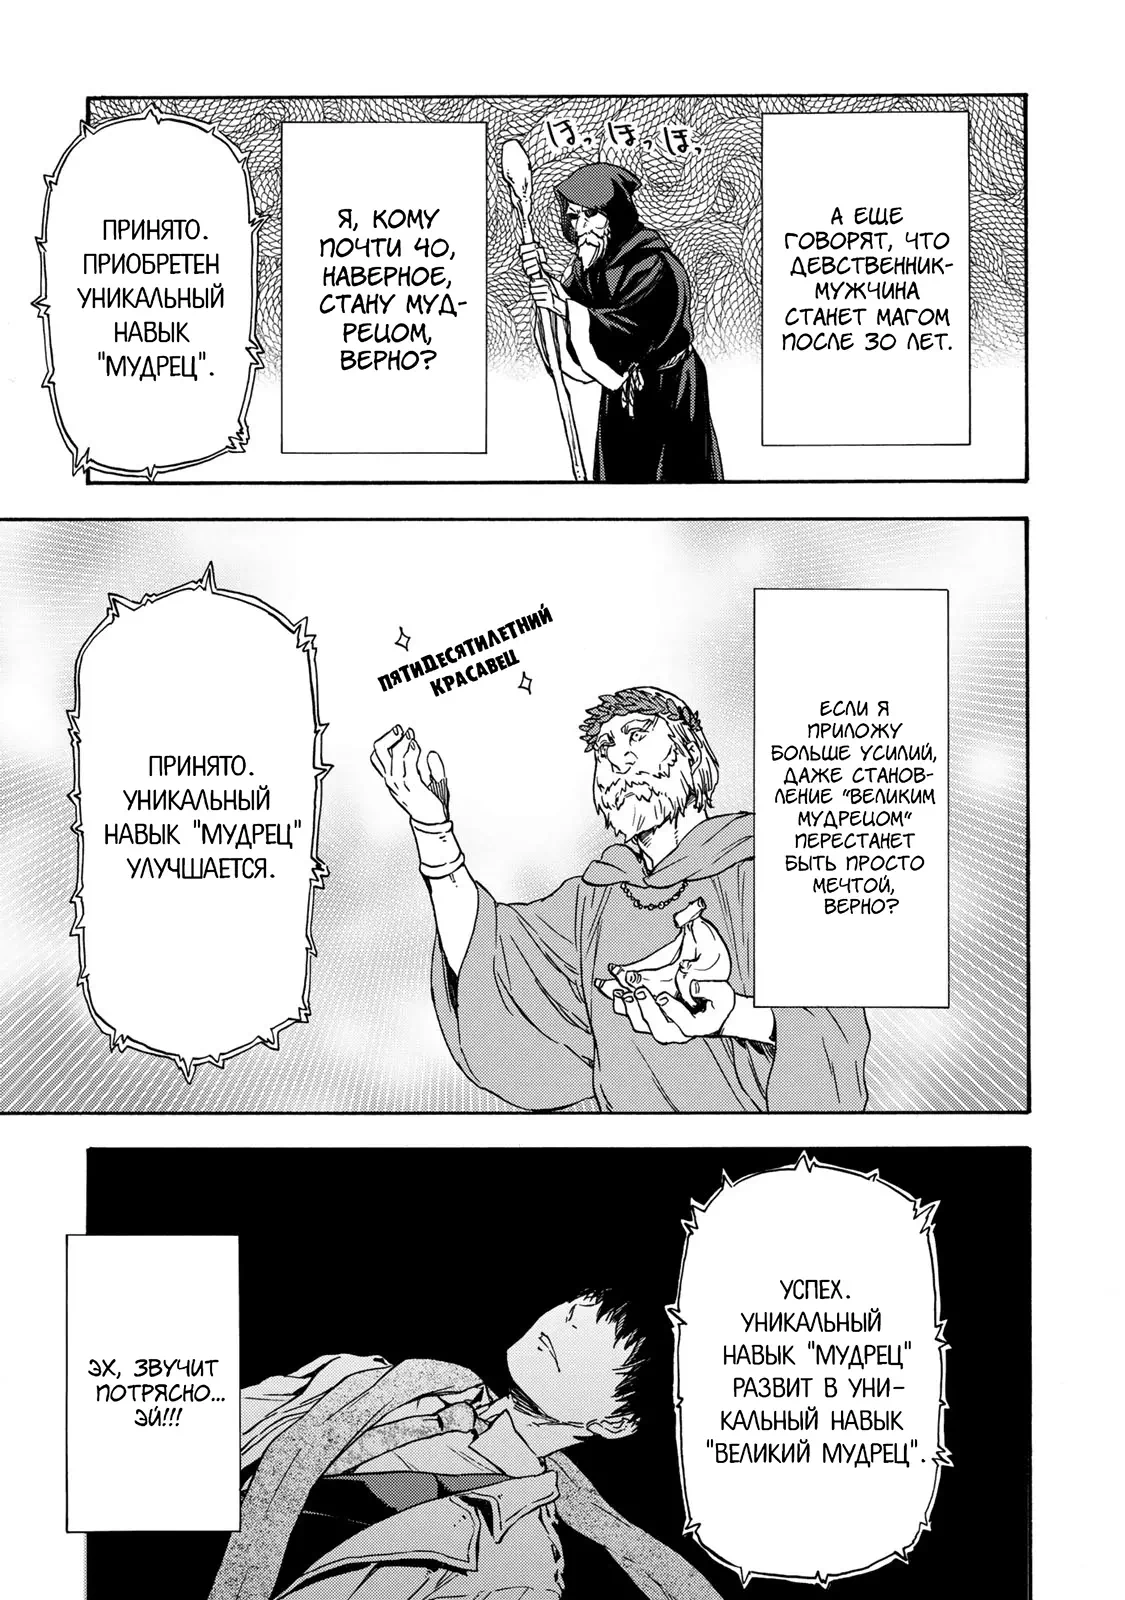 А ЕЩЕ
ГОВОРЯТ, ЧТО
ДЕВСТВЕННИК-
МУЖЧИНА
СТАНЕТ МАГОМ
ПОСЛЕ 30 ЛЕТ.
ほっほっほっ
Я, КОМУ
ПОЧТИ 40,
НАВЕРНОЕ,
СТАНУ МУД-
РЕЦОМ,
ВЕРНО?
ПРИНЯТО.
ПРИОБРЕТЕН
УНИКАЛЬНЫЙ
НАВЫК
"МУДРЕЦ".
ЕСЛИ Я
ПРИЛОЖУ
БОЛЬШЕ УСИЛИЙ,
ДАЖЕ СТАНОВ-
ЛЕНИЕ "ВЕЛИКИМ
МУДРЕЦОМ"
ПЕРЕСТАНЕТ
БЫТЬ ПРОСТО
МЕЧТОЙ,
ВЕРНО?
ПЯТИДЕСЯТИЛЕТНИЙ
КРАСАВЕЦ
ПРИНЯТО.
УНИКАЛЬНЫЙ
НАВЫК "МУДРЕЦ"
УЛУЧШАЕТСЯ.
УСПЕХ.
УНИКАЛЬНЫЙ
НАВЫК "МУДРЕЦ"
РАЗВИТ В УНИ-
КАЛЬНЫЙ НАВЫК
"ВЕЛИКИЙ МУДРЕЦ".
ЭХ, ЗВУЧИТ
ПОТРЯСНО...
ЭЙ!!!